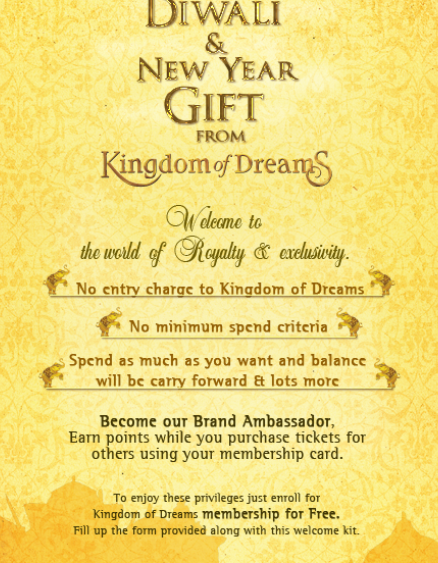 DIWALI
&
NEW YEAR
GIFT
FROM
Kingdom of Dreams
Welcome to
the world of Royalty & exclusivity.
No entry charge to Kingdom of Dreams
No minimum spend criteria
Spend as much as you want and balance
will be carry forward & lots more
Become our Brand Ambassador,
Earn points while you purchase tickets for
others using your membership card.
To enjoy these privileges just enroll for
Kingdom of Dreams membership for Free.
Fill up the form provided along with this welcome kit.